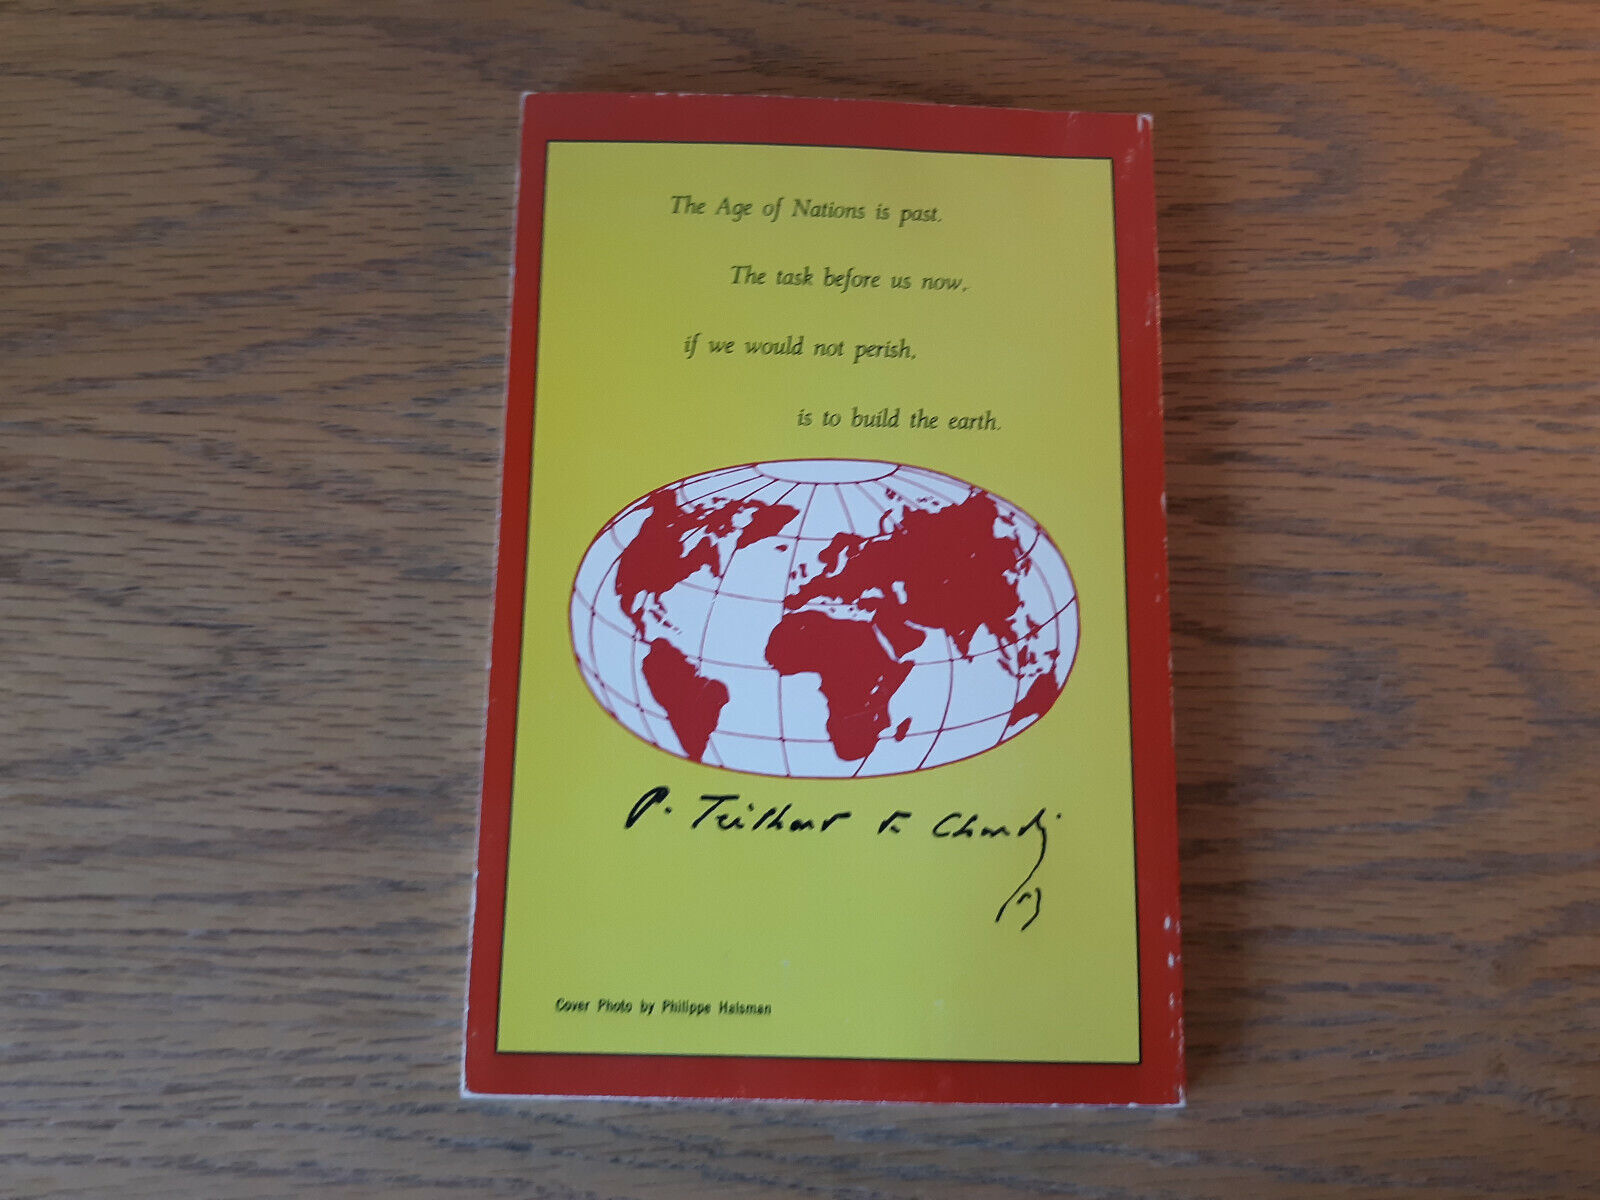 The Age of Nations is past.
The task before us now,
if we would not perish,
is to build the earth.
P. Teilhard de Chardin
Cover Photo by Philippe Halsman